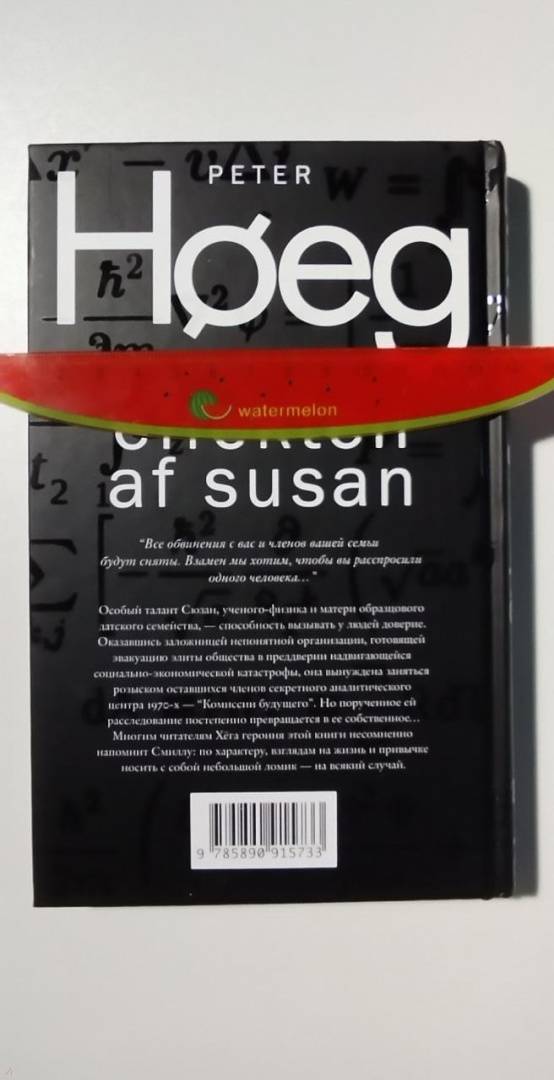 PETER
Høeg
watermelon
af susan
"Все обвинения с вас и членов вашей семьи
будут сняты. Взамен мы хотим, чтобы вы расспросили
одного человека..."
Особый талант Сюзан, ученого-физика и матери образцового
датского семейства, — способность вызывать у людей доверие.
Оказавшись заложницей непонятной организации, готовящей
эвакуацию элиты общества в преддверии надвигающейся
социально-экономической катастрофы, она вынуждена заняться
розыском оставшихся членов секретного аналитического
центра 1970-х — "Комиссии будущего". Но порученное ей
расследование постепенно превращается в ее собственное...
Многим читателям Хёга героиня этой книги несомненно
напомнит Смиллу: по характеру, взглядам на жизнь и привычке
носить с собой небольшой ломик — на всякий случай.
9 785890 915733